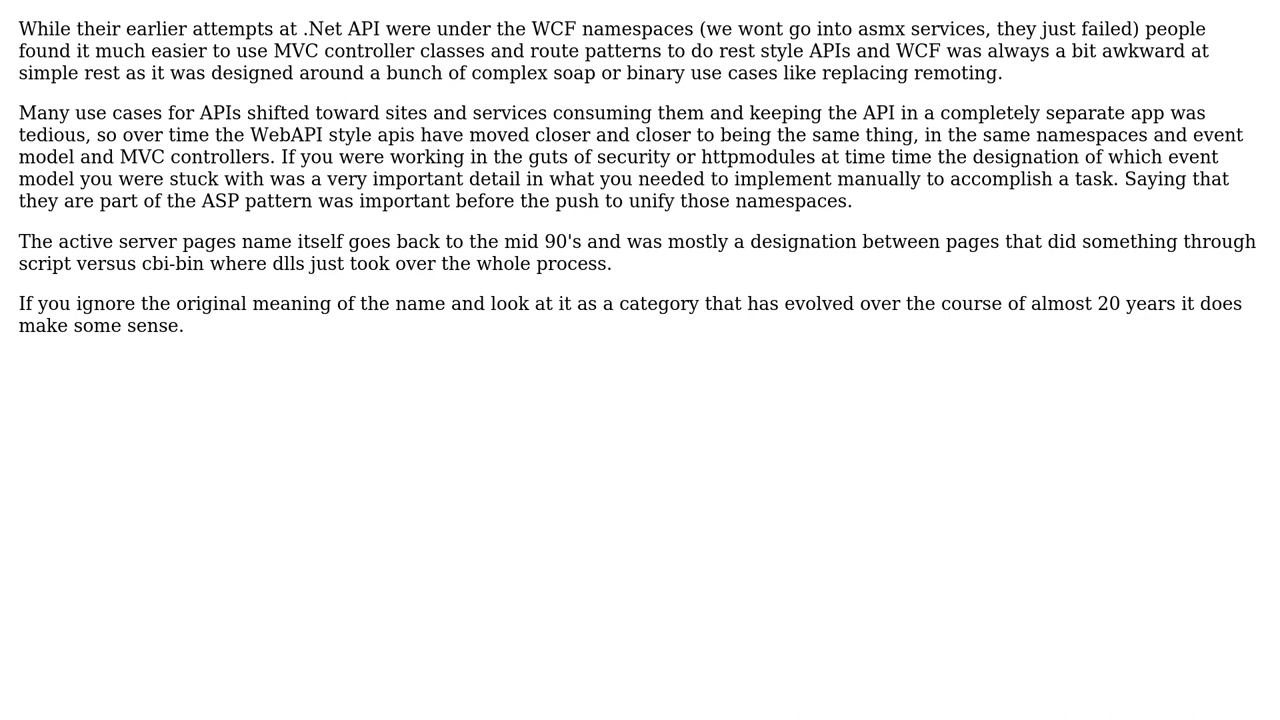 While their earlier attempts at .Net API were under the WCF namespaces (we wont go into asmx services, they just failed) people
found it much easier to use MVC controller classes and route patterns to do rest style APIs and WCF was always a bit awkward at
simple rest as it was designed around a bunch of complex soap or binary use cases like replacing remoting.
Many use cases for APIs shifted toward sites and services consuming them and keeping the API in a completely separate app was
tedious, so over time the WebAPI style apis have moved closer and closer to being the same thing, in the same namespaces and event
model and MVC controllers. If you were working in the guts of security or httpmodules at time time the designation of which event
model you were stuck with was a very important detail in what you needed to implement manually to accomplish a task. Saying that
they are part of the ASP pattern was important before the push to unify those namespaces.
The active server pages name itself goes back to the mid 90's and was mostly a designation between pages that did something through
script versus cbi-bin where dlls just took over the whole process.
If you ignore the original meaning of the name and look at it as a category that has evolved over the course of almost 20 years it does
make some sense.